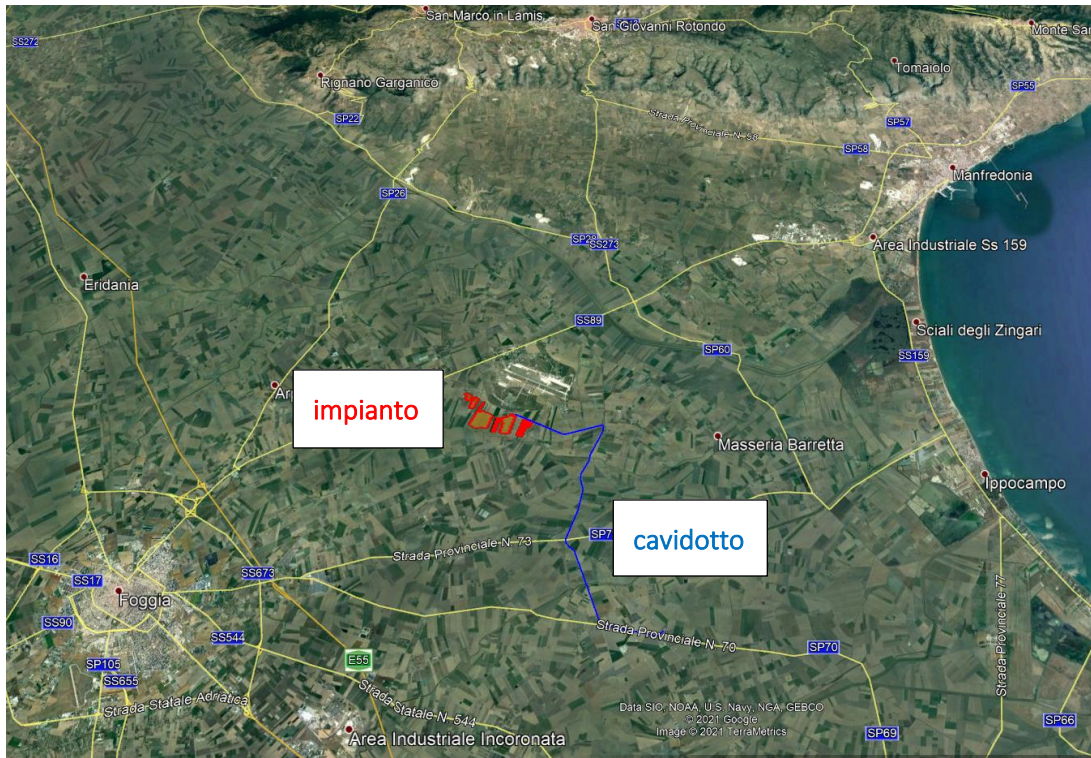 San Marco in Lamis
San Giovanni Rotondo
Monte San
SS272
Rignano Garganico
Tomaiolo
SP55
SP22
Strada Provinciale N. 58
SP57
SP58
Manfredonia
SP26
SS273
Area Industriale Ss 159
Eridania
SS89
Sciali degli Zingari
SP60
SS159
impianto
Masseria Barretta
Ippocampo
cavidotto
Strada Provinciale N. 73
SS16
SS17
SS673
Foggia
Strada Provinciale 77
SS90
SS544
Strada Provinciale N. 70
SP70
E55
SP105
SS655
Strada Statale Adriatica
Strada Statale N. 544
Data SIO, NOAA, U.S. Navy, NGA, GEBCO
© 2021 Google
Image © 2021 TerraMetrics
SP66
SP69
Area Industriale Incoronata